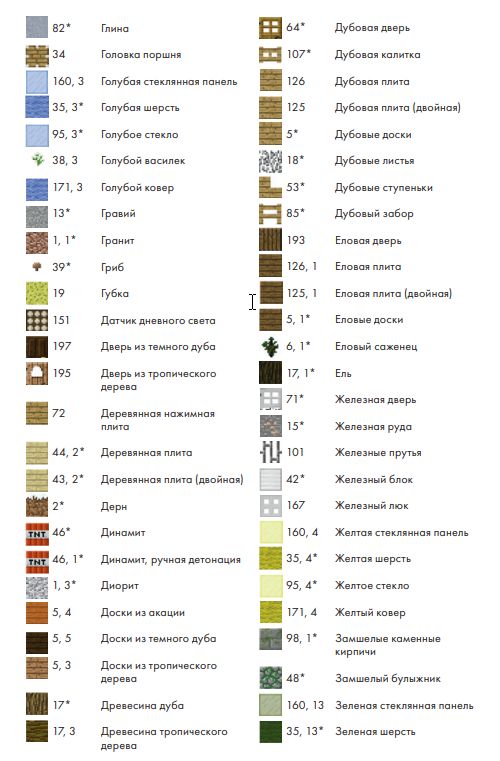 82* Глина
34 Головка поршня
160, 3 Голубая стеклянная панель
35, 3* Голубая шерсть
95, 3* Голубое стекло
38, 3 Голубой василек
171, 3 Голубой ковер
13* Гравий
1, 1* Гранит
39* Гриб
19 Губка
151 Датчик дневного света
197 Дверь из темного дуба
195 Дверь из тропического
дерева
72 Деревянная нажимная
плита
44, 2* Деревянная плита
43, 2* Деревянная плита (двойная)
2* Дерн
TNT 46* Динамит
TNT 46, 1* Динамит, ручная детонация
1, 3* Диорит
5, 4 Доски из акации
5, 5 Доски из темного дуба
5, 3 Доски из тропического
дерева
17* Древесина дуба
17, 3 Древесина тропического
дерева
64* Дубовая дверь
107* Дубовая калитка
126 Дубовая плита
125 Дубовая плита (двойная)
5* Дубовые доски
18* Дубовые листья
53* Дубовые ступеньки
85* Дубовый забор
193 Еловая дверь
126, 1 Еловая плита
125, 1 Еловая плита (двойная)
5, 1* Еловые доски
6, 1* Еловый саженец
17, 1* Ель
71* Железная дверь
15* Железная руда
101 Железные прутья
42* Железный блок
167 Железный люк
160, 4 Желтая стеклянная панель
35, 4* Желтая шерсть
95, 4* Желтое стекло
171, 4 Желтый ковер
98, 1* Замшелые каменные
кирпичи
48* Замшелый булыжник
160, 13 Зеленая стеклянная панель
35, 13* Зеленая шерсть